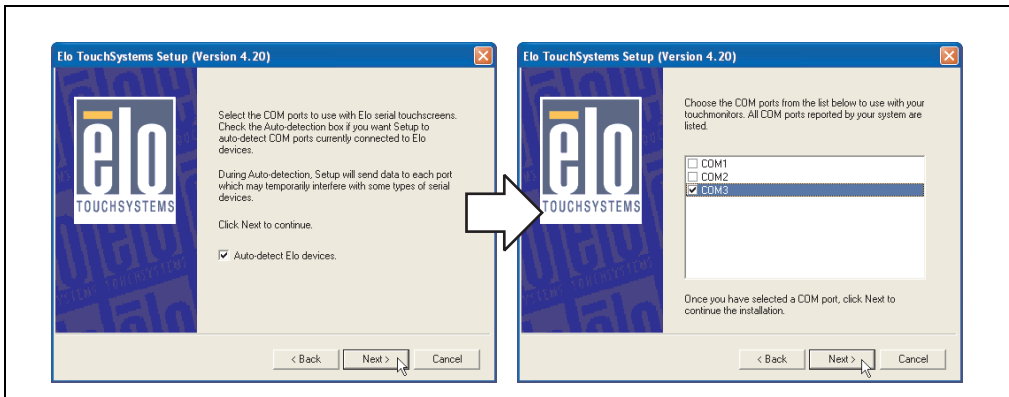 Elo TouchSystems Setup (Version 4.20)
elo
TOUCHSYSTEMS
Select the COM ports to use with Elo serial touchscreens.
Check the Auto-detection box if you want Setup to
auto-detect COM ports currently connected to Elo
devices.
During Auto-detection, Setup will send data to each port
which may temporarily interfere with some types of serial
devices.
Click Next to continue.
Auto-detect Elo devices.
< Back
Next >
Cancel
Elo TouchSystems Setup (Version 4.20)
elo
TOUCHSYSTEMS
Choose the COM ports from the list below to use with your
touchmonitors. All COM ports reported by your system are
listed.
COM1
COM2
COM3
Once you have selected a COM port, click Next to
continue the installation.
< Back
Next >
Cancel